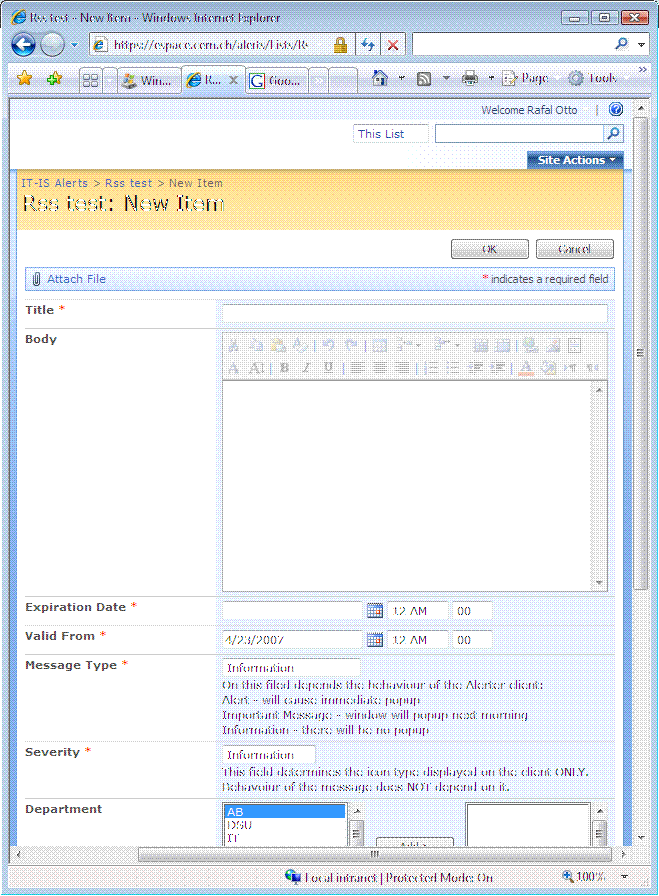 Rss test - New Item - Windows Internet Explorer
https://espace.cern.ch/alerts/Lists/Rs
Win... R... Goo... Page Tools
Welcome Rafal Otto |
This List
Site Actions
IT-IS Alerts > Rss test > New Item
Rss test: New Item
OK Cancel
Attach File * indicates a required field
Title *
Body
Expiration Date * 12 AM 00
Valid From * 4/23/2007 12 AM 00
Message Type * Information
On this filed depends the behaviour of the Alerter client:
Alert - will cause immediate popup
Important Message - window will popup next morning
Information - there will be no popup
Severity * Information
This field determines the icon type displayed on the client ONLY.
Behavoiur of the message does NOT depend on it.
Department AB
DSU
IT
Add >
Local intranet | Protected Mode: On 100%